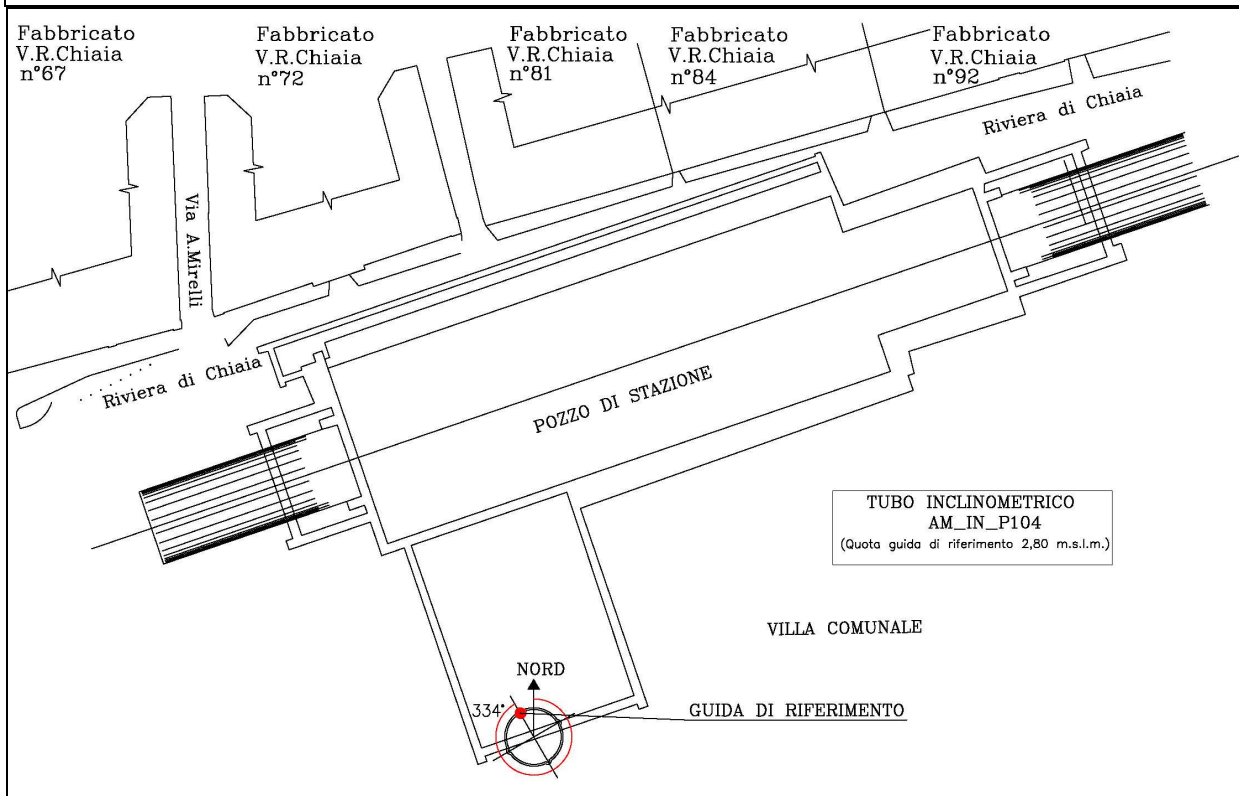 Fabbricato
V.R.Chiaia
n°67
Fabbricato
V.R.Chiaia
n°72
Fabbricato
V.R.Chiaia
n°81
Fabbricato
V.R.Chiaia
n°84
Fabbricato
V.R.Chiaia
n°92
Riviera di Chiaia
Via A.Mirelli
Riviera di Chiaia
POZZO DI STAZIONE
TUBO INCLINOMETRICO
AM_IN_P104
(Quota guida di riferimento 2,80 m.s.l.m.)
VILLA COMUNALE
NORD
334°
GUIDA DI RIFERIMENTO